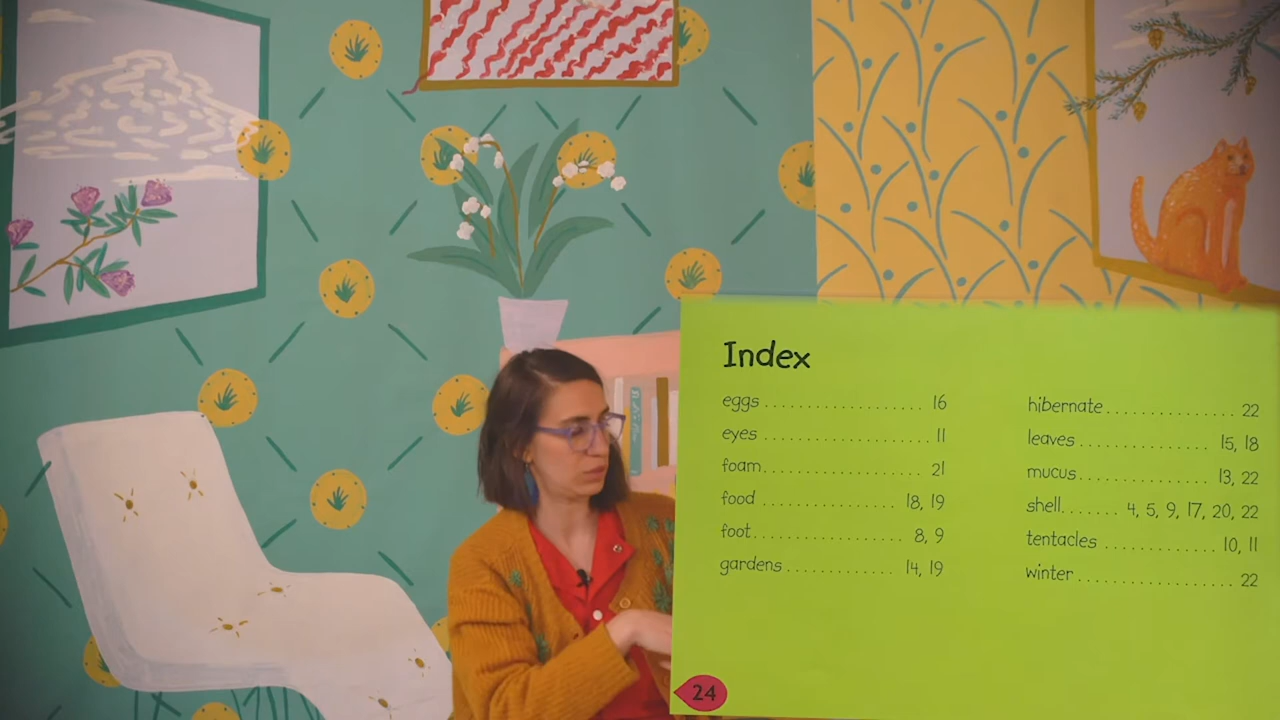 Index
eggs ........................ 16
eyes ........................ 11
foam ........................ 21
food ........................ 18, 19
foot ........................ 8, 9
gardens ................ 14, 19
hibernate ................ 22
leaves .................... 15, 18
mucus .................... 13, 22
shell ....... 4, 5, 9, 17, 20, 22
tentacles ............... 10, 11
winter .................... 22
24